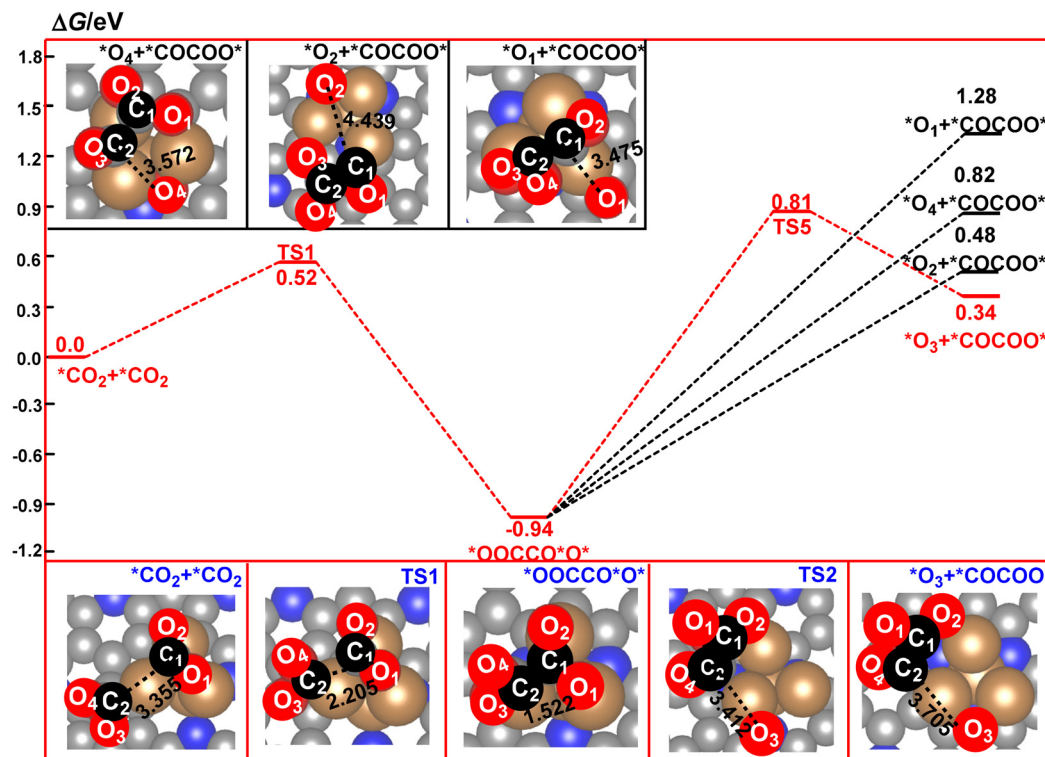 ΔG/eV
1.8
1.5
1.2
0.9
0.6
0.3
0.0
-0.3
-0.6
-0.9
-1.2
*O₄+*COCOO*
O₂
C₁
O₁
O₃
C₂
3.572
O₄
*O₂+*COCOO*
O₂
4.439
O₃
C₁
C₂
O₁
O₄
*O₁+*COCOO*
O₂
C₁
C₂
3.475
O₃
O₄
O₁
0.0
*CO₂+*CO₂
TS1
0.52
-0.94
*OOCCO*O*
0.81
TS5
1.28
*O₁+*COCOO*
0.82
*O₄+*COCOO*
0.48
*O₂+*COCOO*
0.34
*O₃+*COCOO*
*CO₂+*CO₂
O₂
C₁
O₁
O₄
C₂
3.355
O₃
TS1
O₂
O₄
C₁
C₂
O₁
2.205
O₃
*OOCCO*O*
O₂
O₄
C₁
C₂
O₃
O₁
1.522
TS2
O₁
O₂
C₁
C₂
O₄
3.412
O₃
*O₃+*COCOO*
O₁
O₂
C₁
O₄
C₂
3.705
O₃